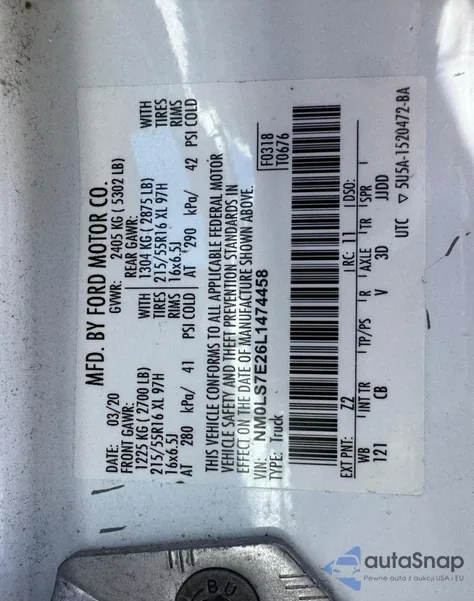 MFD. BY FORD MOTOR CO.
DATE: 03/20 GVWR: 2405 KG (5302 LB)
FRONT GAWR: REAR GAWR:
1225 KG (2700 LB) WITH 1304 KG (2875 LB) WITH
215/55R16 XL 97H TIRES 215/55R16 XL 97H TIRES
16x6.5J RIMS 16x6.5J RIMS
AT 280 kPa/ 41 PSI COLD AT 290 kPa/ 42 PSI COLD
THIS VEHICLE CONFORMS TO ALL APPLICABLE FEDERAL MOTOR
VEHICLE SAFETY AND THEFT PREVENTION STANDARDS IN
EFFECT ON THE DATE OF MANUFACTURE SHOWN ABOVE.
VIN: NM0LS7E26L1474458 F0318
TYPE: Truck T0676
EXT PNT: Z2 RC: 11 DSO:
WB INT TR TP/PS R AXLE TR SPR
121 CB V 3D JJDD
UTC ▽ 5U5A-1520472-BA
autoSnap
Pewne auta z aukcji USA i EU